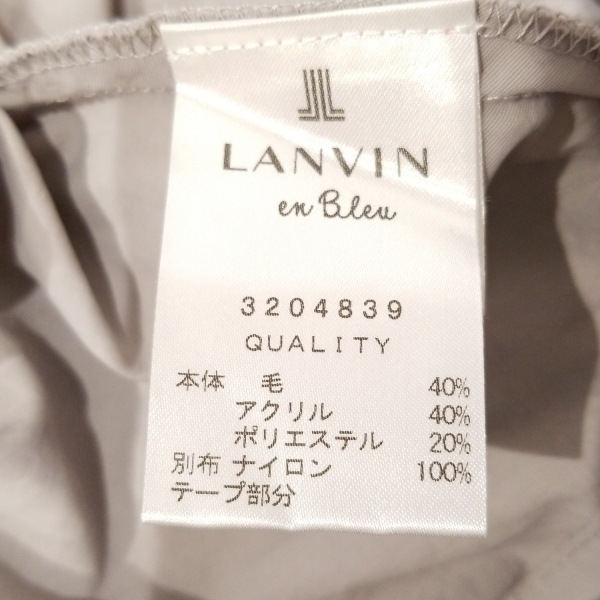 LANVIN
en Bleu
3204839
QUALITY
本体 毛 40%
アクリル 40%
ポリエステル 20%
別布 ナイロン 100%
テープ部分